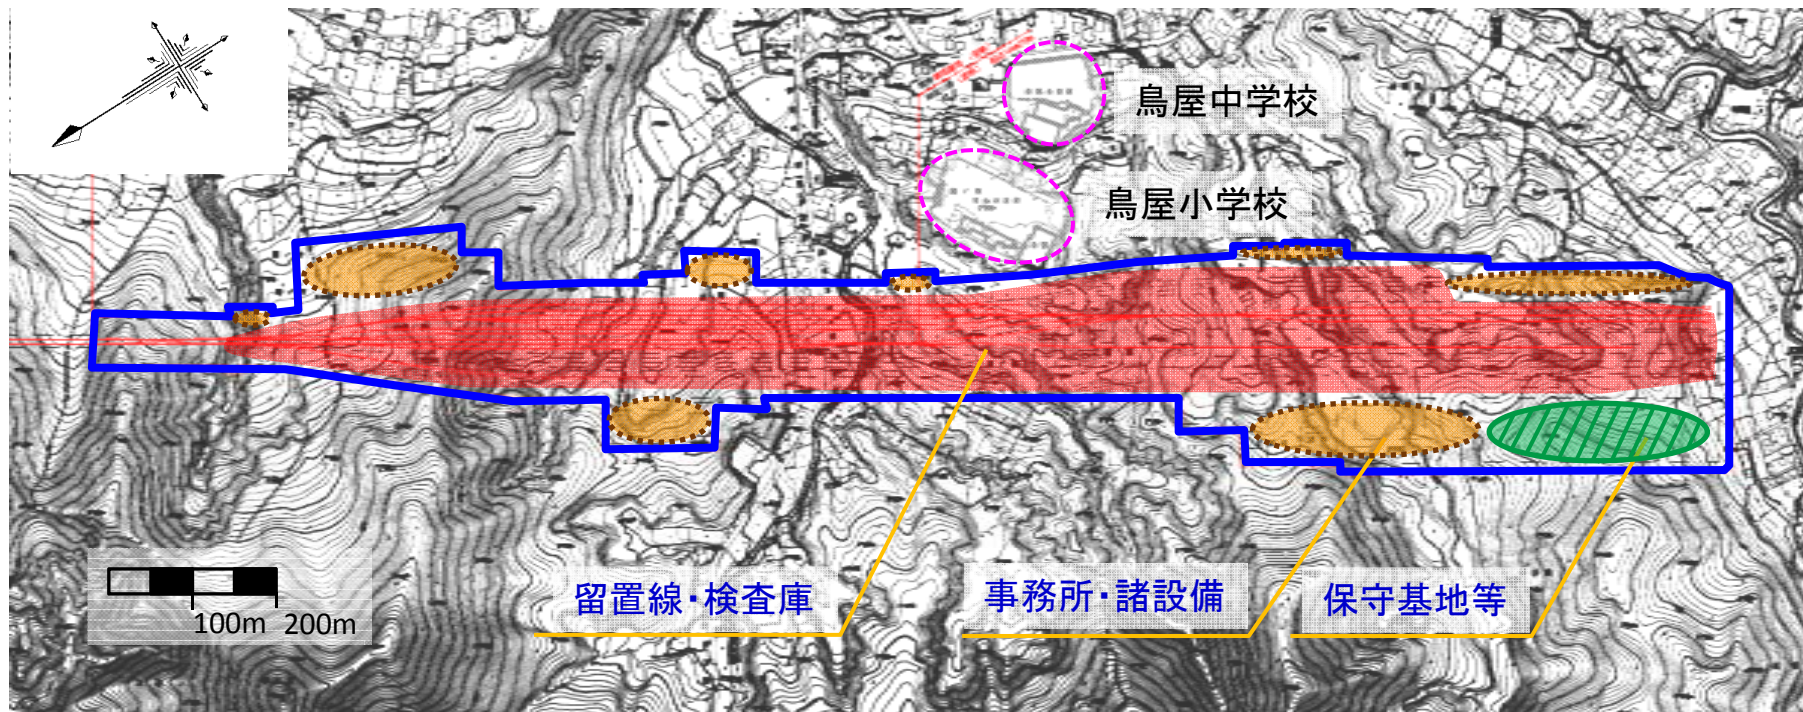 鳥屋中学校
鳥屋小学校
留置線・検査庫
事務所・諸設備
保守基地等
100m 200m